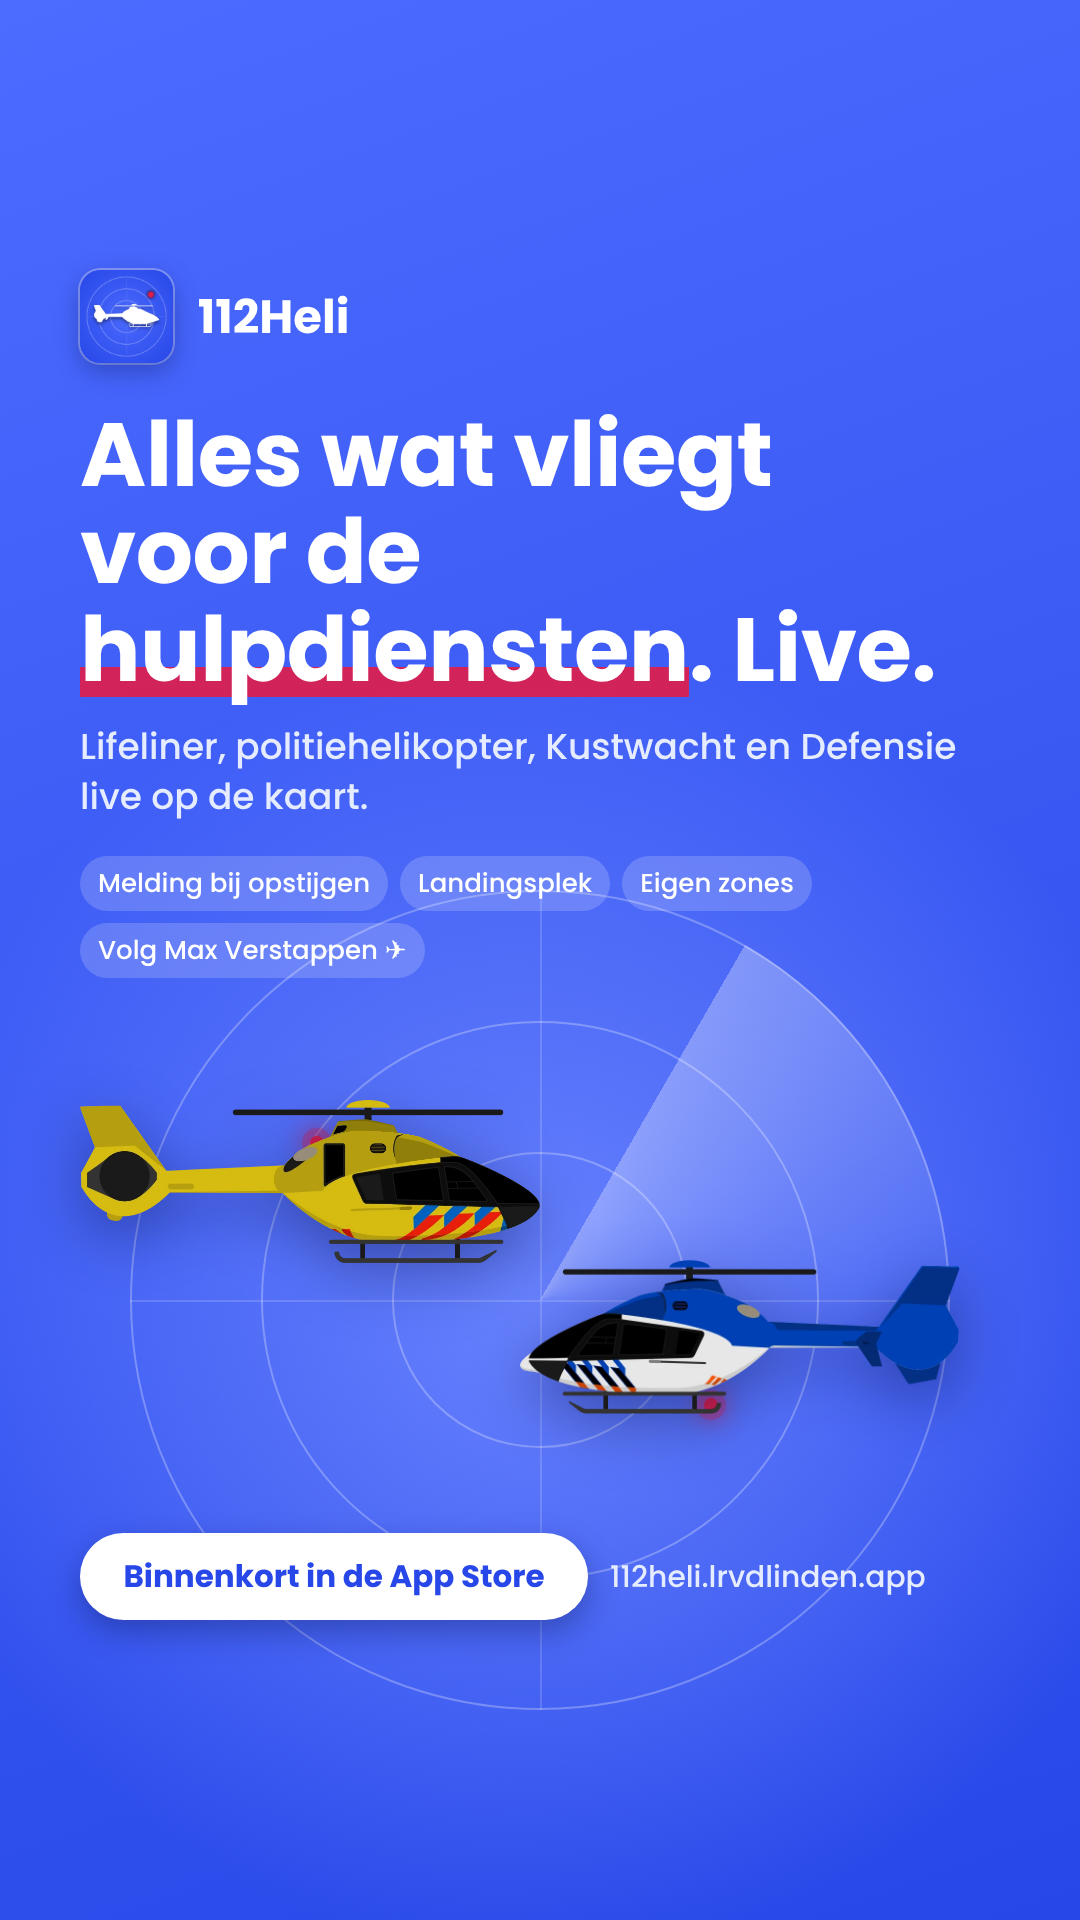 112Heli
Alles wat vliegt
voor de
hulpdiensten. Live.
Lifeliner, politiehelikopter, Kustwacht en Defensie
live op de kaart.
Melding bij opstijgen
Landingsplek
Eigen zones
Volg Max Verstappen ✈
Binnenkort in de App Store
112heli.lrvdlinden.app